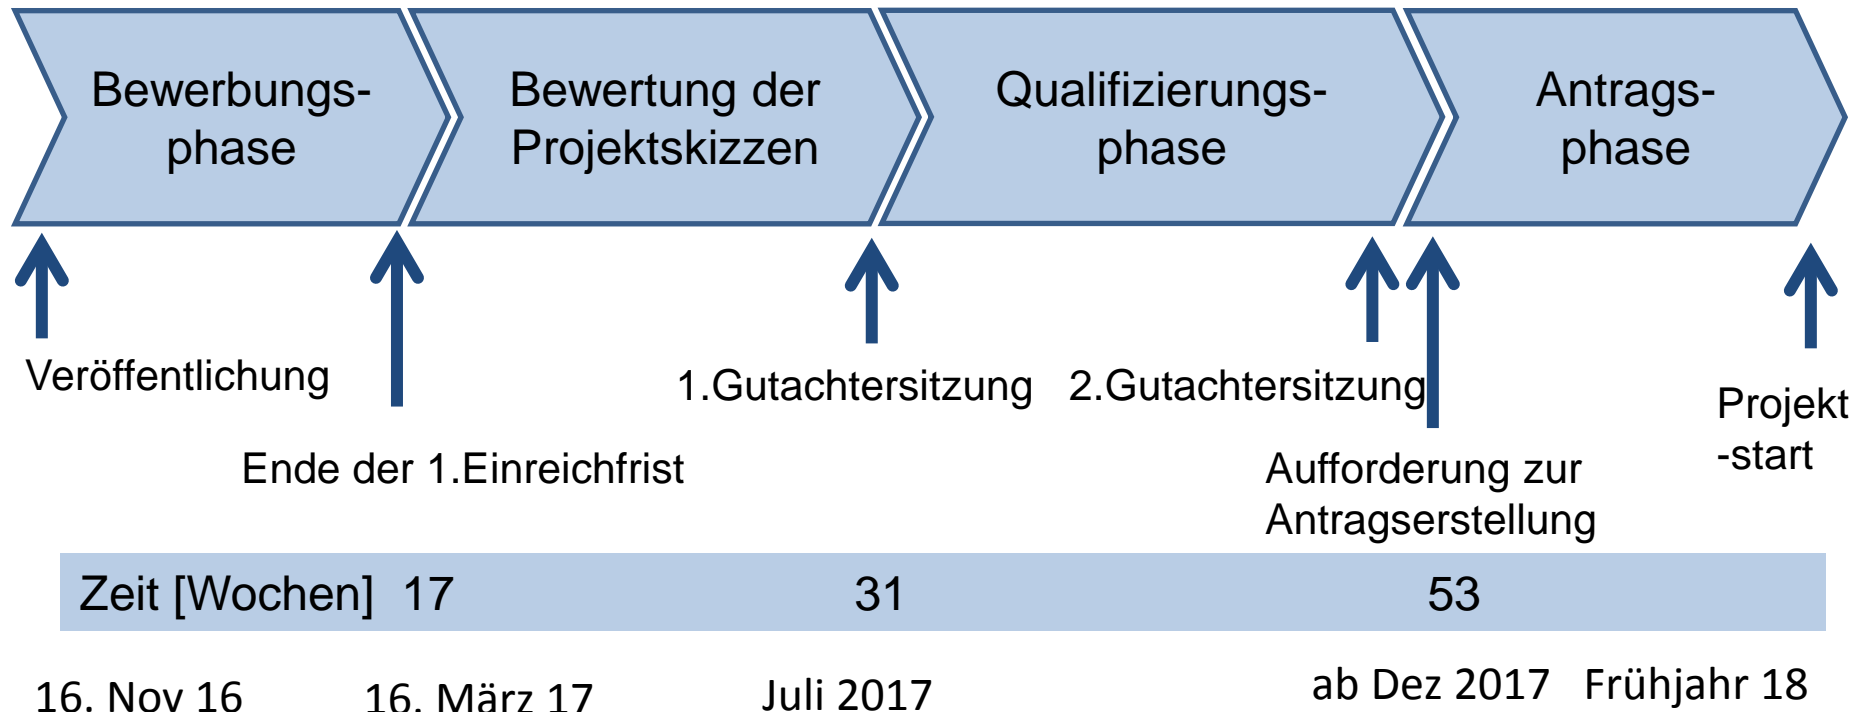 Bewerbungs-
phase
Bewertung der
Projektskizzen
Qualifizierungs-
phase
Antrags-
phase
Veröffentlichung
Ende der 1.Einreichfrist
1.Gutachtersitzung
2.Gutachtersitzung
Aufforderung zur
Antragserstellung
Projekt
-start
Zeit [Wochen] 17 31 53
16. Nov 16 16. März 17 Juli 2017 ab Dez 2017 Frühjahr 18